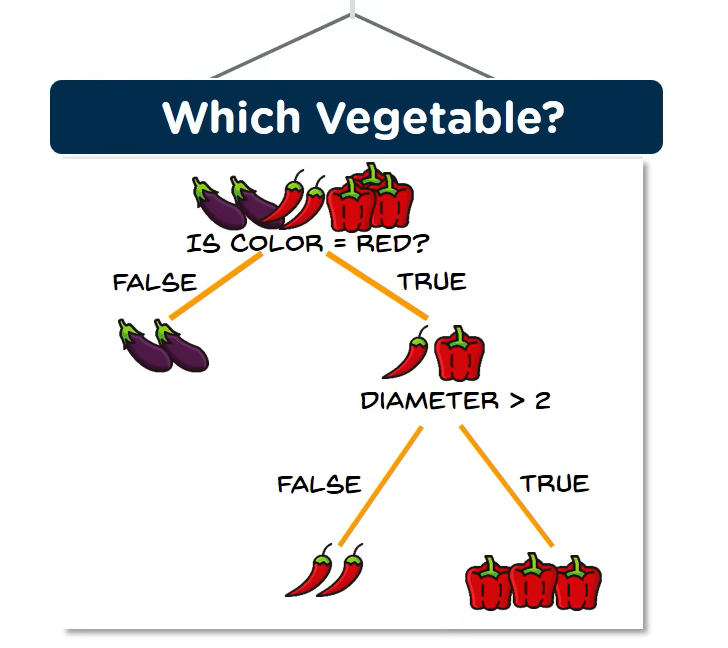 Which Vegetable?
IS COLOR = RED?
FALSE
TRUE
DIAMETER > 2
FALSE
TRUE